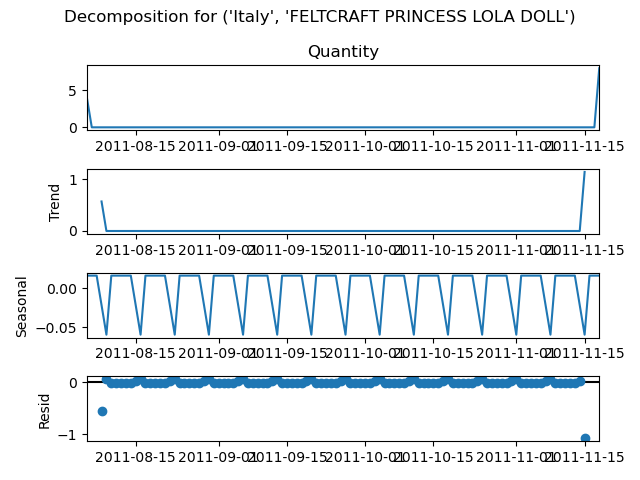 Decomposition for ('Italy', 'FELTCRAFT PRINCESS LOLA DOLL')
Quantity
5
0
2011-08-15 2011-09-01 2011-09-15 2011-10-01 2011-10-15 2011-11-01 2011-11-15
Trend
1
0
2011-08-15 2011-09-01 2011-09-15 2011-10-01 2011-10-15 2011-11-01 2011-11-15
Seasonal
0.00
−0.05
2011-08-15 2011-09-01 2011-09-15 2011-10-01 2011-10-15 2011-11-01 2011-11-15
Resid
0
−1
2011-08-15 2011-09-01 2011-09-15 2011-10-01 2011-10-15 2011-11-01 2011-11-15